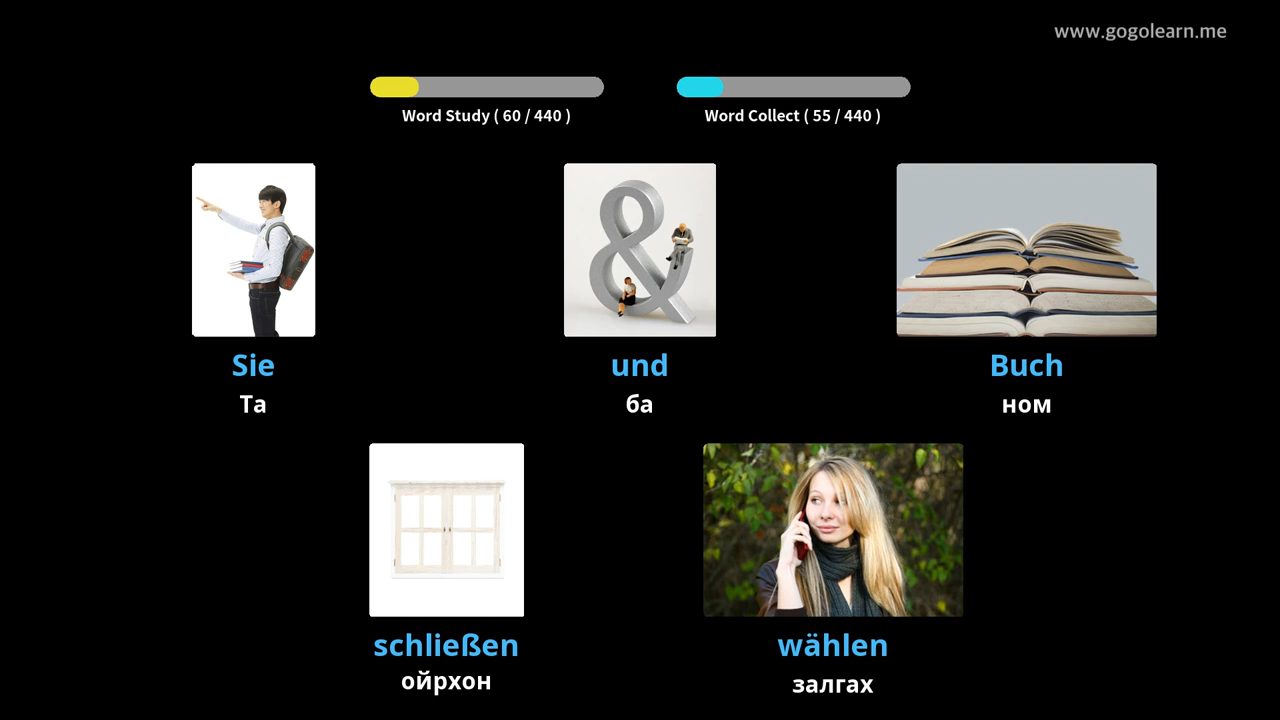 www.gogolearn.me
Word Study ( 60 / 440 )
Word Collect ( 55 / 440 )
Sie
und
Buch
Та
ба
ном
schließen
wählen
ойрхон
залгах